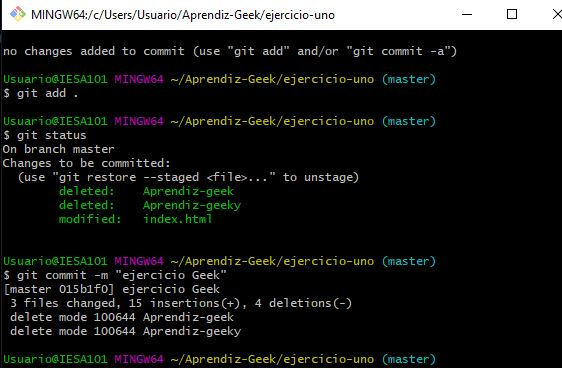 MINGW64:/c/Users/Usuario/Aprendiz-Geek/ejercicio-uno
no changes added to commit (use "git add" and/or "git commit -a")
Usuario@IESA101 MINGW64 ~/Aprendiz-Geek/ejercicio-uno (master)
$ git add .
Usuario@IESA101 MINGW64 ~/Aprendiz-Geek/ejercicio-uno (master)
$ git status
On branch master
Changes to be committed:
  (use "git restore --staged <file>..." to unstage)
        deleted:    Aprendiz-geek
        deleted:    Aprendiz-geeky
        modified:   index.html
Usuario@IESA101 MINGW64 ~/Aprendiz-Geek/ejercicio-uno (master)
$ git commit -m "ejercicio Geek"
[master 015b1f0] ejercicio Geek
 3 files changed, 15 insertions(+), 4 deletions(-)
 delete mode 100644 Aprendiz-geek
 delete mode 100644 Aprendiz-geeky
Usuario@IESA101 MINGW64 ~/Aprendiz-Geek/ejercicio-uno (master)